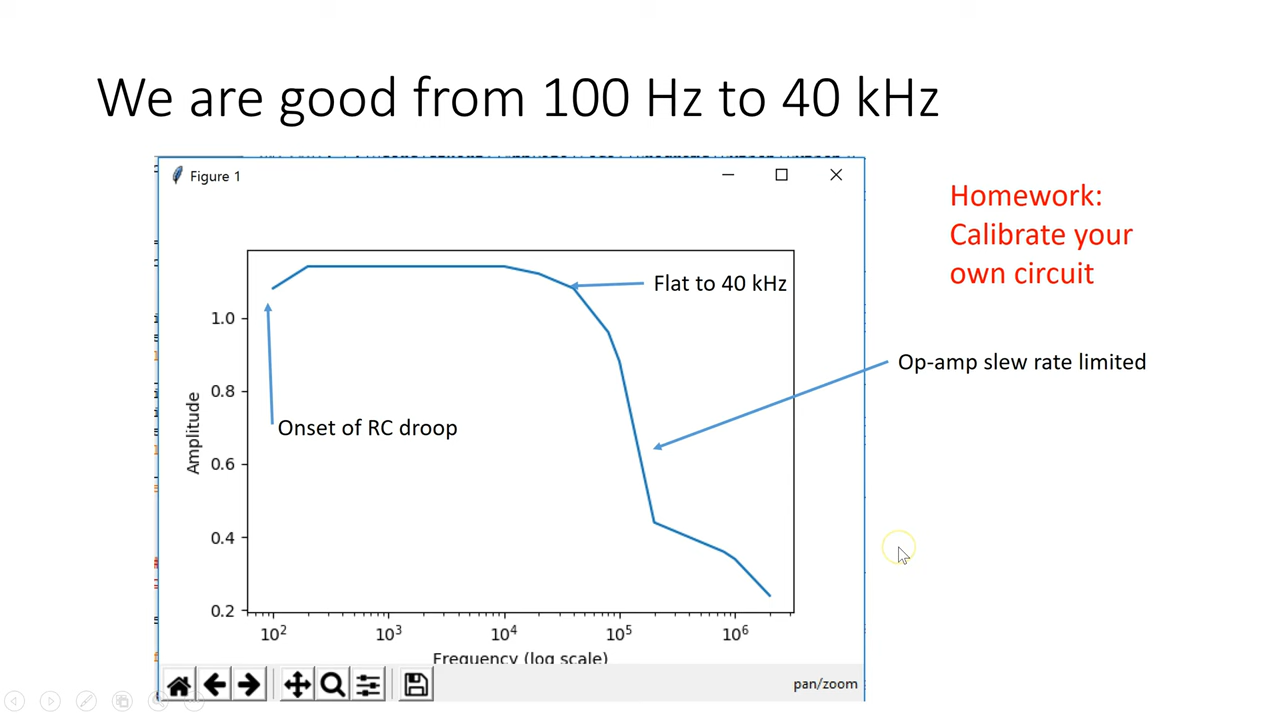 We are good from 100 Hz to 40 kHz
Figure 1
Homework:
Calibrate your
own circuit
Flat to 40 kHz
Op-amp slew rate limited
Onset of RC droop
Amplitude
1.0
0.8
0.6
0.4
0.2
10² 10³ 10⁴ 10⁵ 10⁶
Frequency (log scale)
pan/zoom